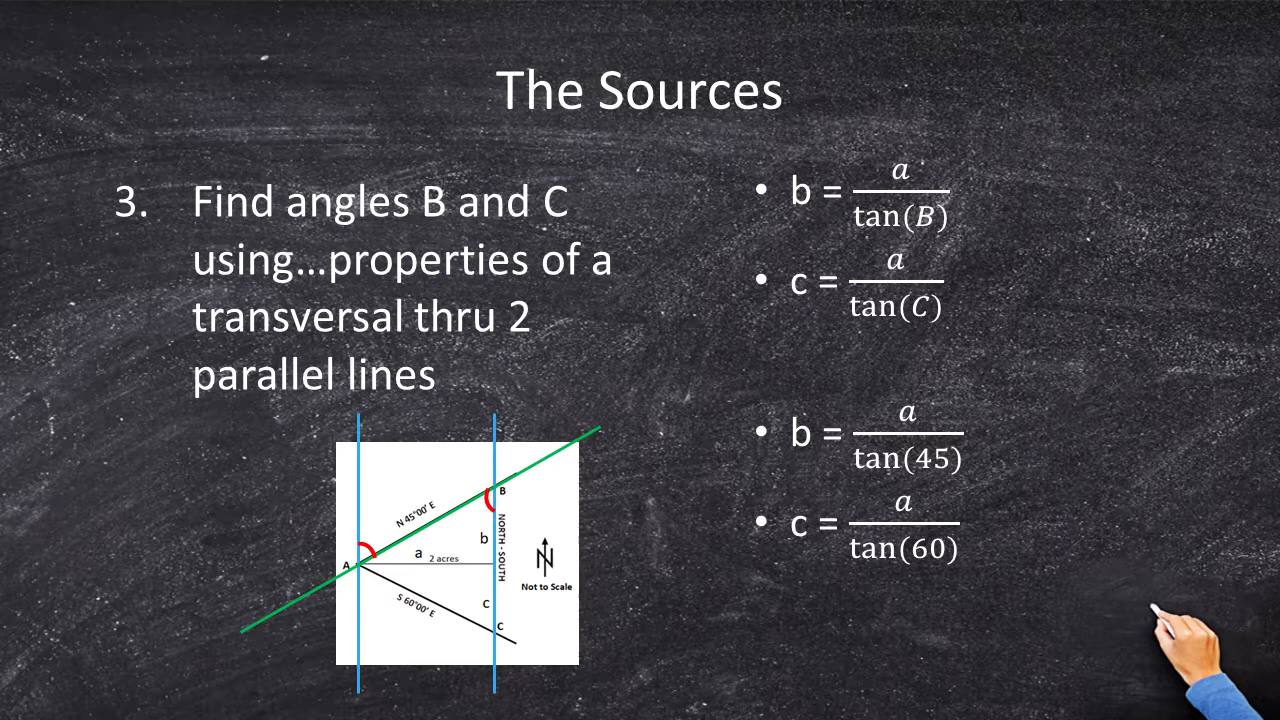 The Sources
3. Find angles B and C
using…properties of a
transversal thru 2
parallel lines
• b = a / tan(B)
• c = a / tan(C)
• b = a / tan(45)
• c = a / tan(60)
B
N 45°00' E
NORTH - SOUTH
b
a
2 acres
A
N
Not to Scale
S 60°00' E
c
C